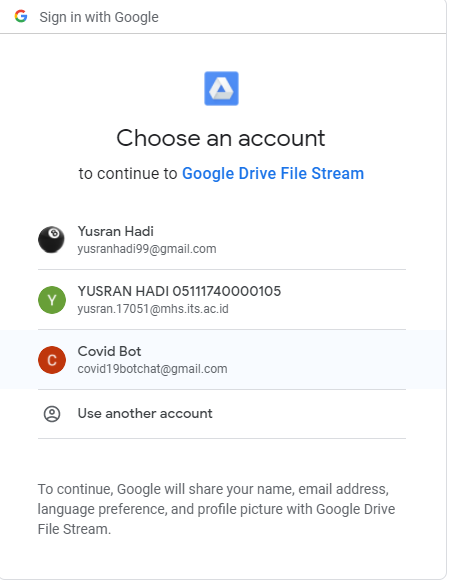 Sign in with Google
Choose an account
to continue to Google Drive File Stream
Yusran Hadi
yusranhadi99@gmail.com
Y
YUSRAN HADI 05111740000105
yusran.17051@mhs.its.ac.id
C
Covid Bot
covid19botchat@gmail.com
Use another account
To continue, Google will share your name, email address,
language preference, and profile picture with Google Drive
File Stream.